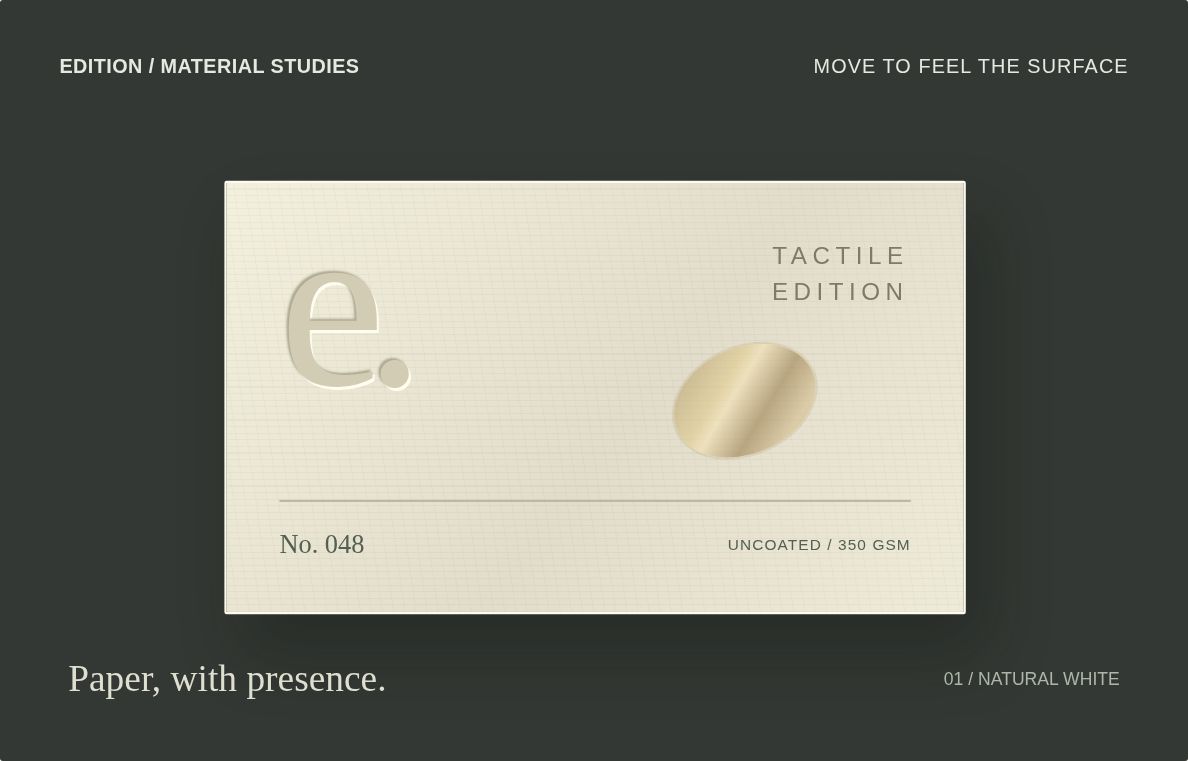 EDITION / MATERIAL STUDIES
MOVE TO FEEL THE SURFACE
e.
TACTILE
EDITION
No. 048
UNCOATED / 350 GSM
Paper, with presence.
01 / NATURAL WHITE